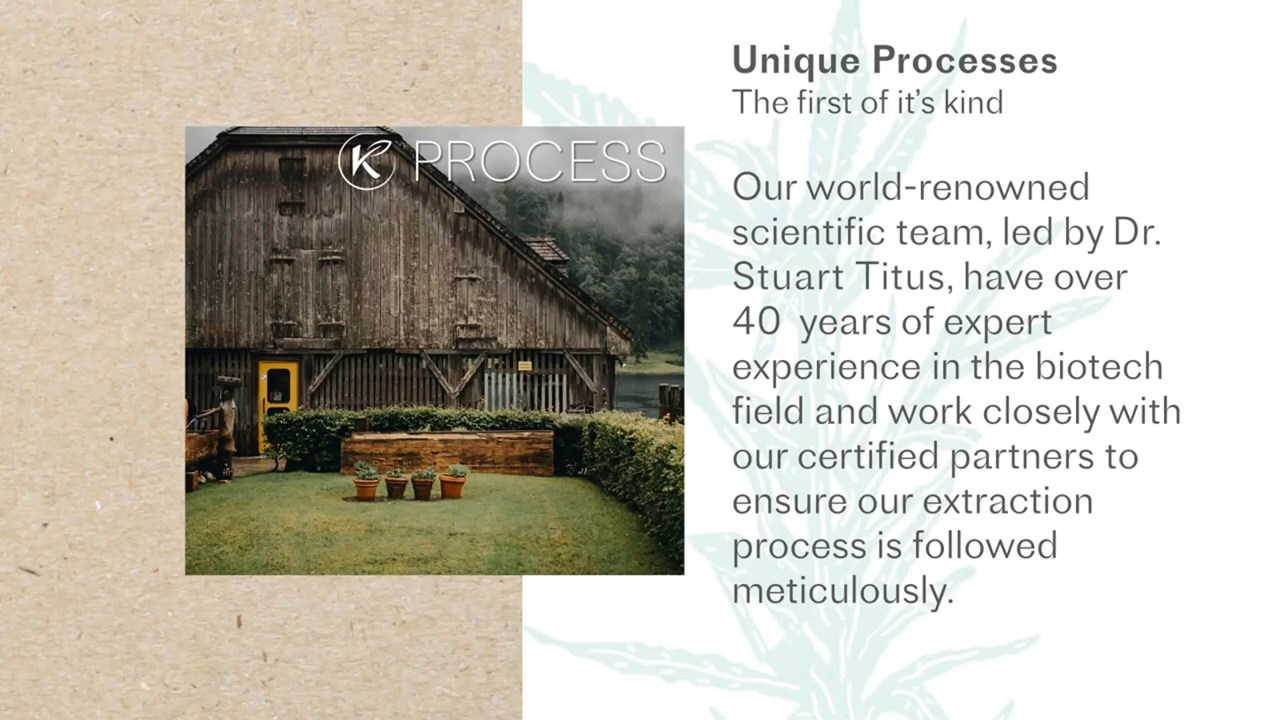 K PROCESS
Unique Processes
The first of it’s kind
Our world-renowned
scientific team, led by Dr.
Stuart Titus, have over
40  years of expert
experience in the biotech
field and work closely with
our certified partners to
ensure our extraction
process is followed
meticulously.